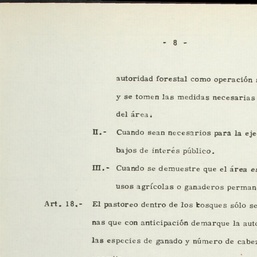 - 8 -
autoridad forestal como operación
y se tomen las medidas necesarias
del área.
II.- Cuando sean necesarios para la eje
bajos de interés público.
III.- Cuando se demuestre que el área es
usos agrícolas o ganaderos perman
Art. 18.- El pastoreo dentro de los bosques sólo se
nas que con anticipación demarque la auto
las especies de ganado y número de cabe